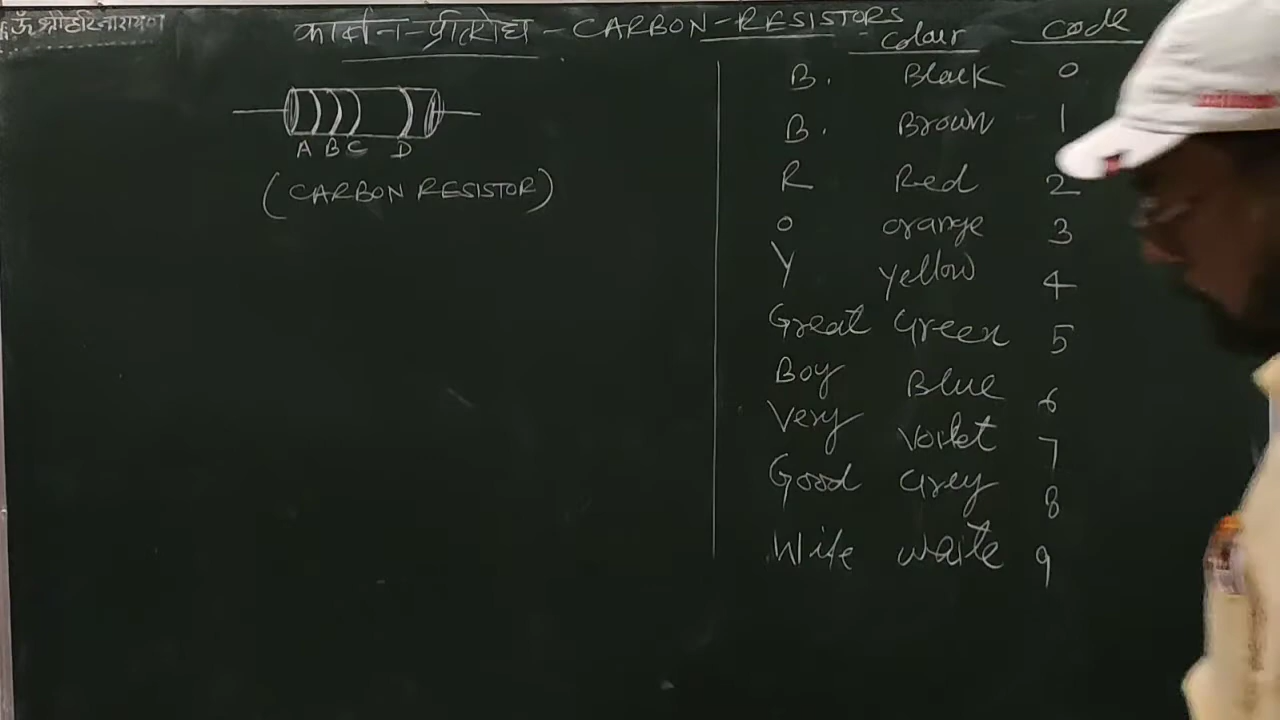 ॐ श्री हरि नारायण
कार्बन-प्रतिरोध - CARBON-RESISTORS
A B C D
(CARBON RESISTOR)
Colour Code
B. Black 0
B. Brown 1
R Red 2
O Orange 3
Y Yellow 4
Great Green 5
Boy Blue 6
Very Voilet 7
Good Grey 8
Wife White 9